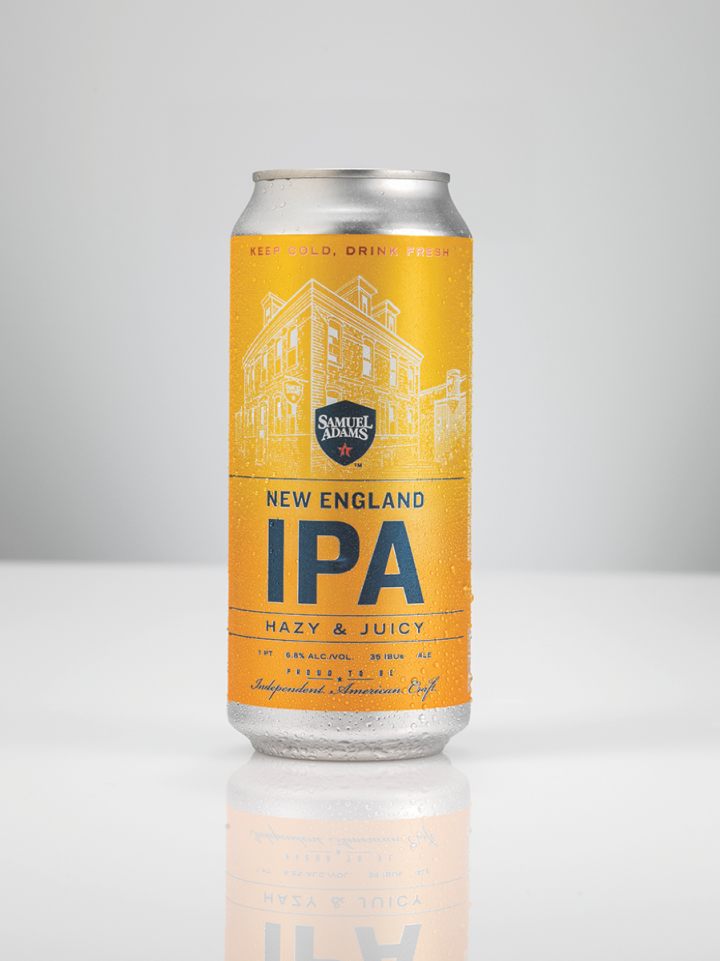 KEEP COLD, DRINK FRESH
SAMUEL
ADAMS
TM
NEW ENGLAND
IPA
HAZY & JUICY
1 PT 6.8% ALC./VOL. 35 IBUs ALE
PROUD TO BE
Independent American Craft